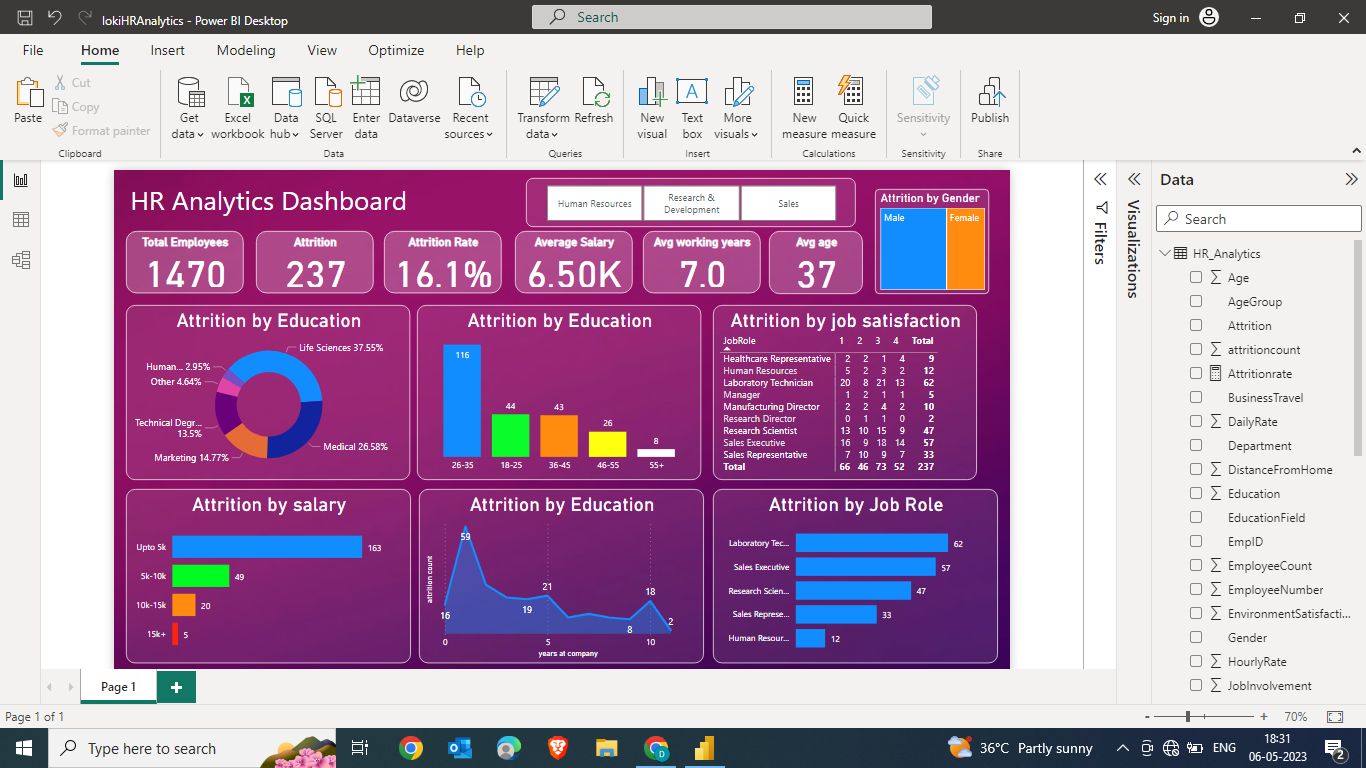 lokiHRAnalytics - Power BI Desktop
Search
Sign in
File Home Insert Modeling View Optimize Help
Paste
Cut
Copy
Format painter
Clipboard
Get data
Excel workbook
Data hub
SQL Server
Enter data
Dataverse
Recent sources
Data
Transform data
Refresh
Queries
New visual
Text box
More visuals
Insert
New measure
Quick measure
Calculations
Sensitivity
Sensitivity
Publish
Share
HR Analytics Dashboard
Human Resources
Research & Development
Sales
Attrition by Gender
Male
Female
Total Employees
1470
Attrition
237
Attrition Rate
16.1%
Average Salary
6.50K
Avg working years
7.0
Avg age
37
Attrition by Education
Life Sciences 37.55%
Human... 2.95%
Other 4.64%
Technical Degr...
13.5%
Marketing 14.77%
Medical 26.58%
Attrition by Education
116
44
43
26
8
26-35 18-25 36-45 46-55 55+
Attrition by job satisfaction
JobRole 1 2 3 4 Total
Healthcare Representative 2 2 1 4 9
Human Resources 5 2 3 2 12
Laboratory Technician 20 8 21 13 62
Manager 1 2 1 1 5
Manufacturing Director 2 2 4 2 10
Research Director 0 1 1 0 2
Research Scientist 13 10 15 9 47
Sales Executive 16 9 18 14 57
Sales Representative 7 10 9 7 33
Total 66 46 73 52 237
Attrition by salary
Upto 5k 163
5k-10k 49
10k-15k 20
15k+ 5
Attrition by Education
attrition count
59
16
19
21
8
18
2
0 5 10
years at company
Attrition by Job Role
Laboratory Tec... 62
Sales Executive 57
Research Scien... 47
Sales Represe... 33
Human Resour... 12
Filters
Visualizations
Data
Search
HR_Analytics
Age
AgeGroup
Attrition
attritioncount
Attritionrate
BusinessTravel
DailyRate
Department
DistanceFromHome
Education
EducationField
EmpID
EmployeeCount
EmployeeNumber
EnvironmentSatisfacti...
Gender
HourlyRate
JobInvolvement
Page 1
Page 1 of 1
- + 70%
Type here to search
36°C Partly sunny
ENG
18:31
06-05-2023
2